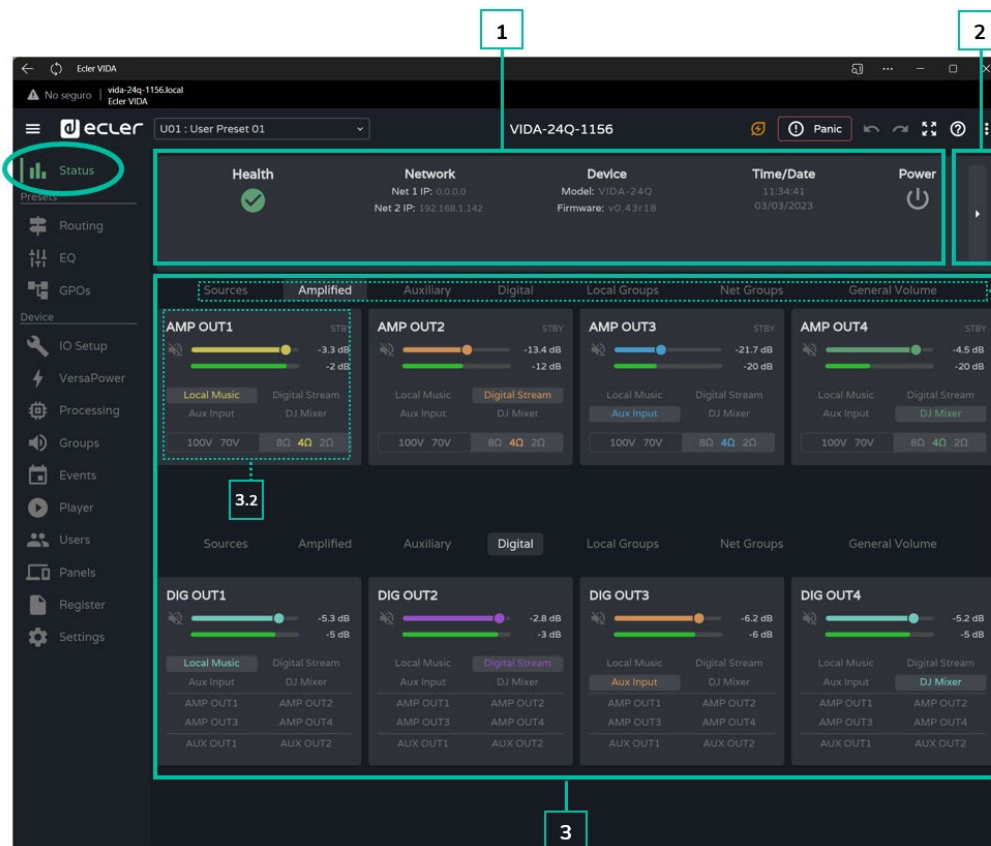 1
2
Ecler VIDA
No seguro
vida-24q-1156.local
Ecler VIDA
ecler
U01 : User Preset 01
VIDA-24Q-1156
Panic
Status
Presets
Routing
EQ
GPOs
Device
IO Setup
VersaPower
Processing
Groups
Events
Player
Users
Panels
Register
Settings
Health
Network
Net 1 IP: 0.0.0.0
Net 2 IP: 192.168.1.142
Device
Model: VIDA-24Q
Firmware: v0.43r18
Time/Date
11:34:41
03/03/2023
Power
Sources Amplified Auxiliary Digital Local Groups Net Groups General Volume
AMP OUT1 STBY
-3.3 dB
-2 dB
Local Music Digital Stream
Aux Input DJ Mixer
100V 70V 8Ω 4Ω 2Ω
AMP OUT2 STBY
-13.4 dB
-12 dB
Local Music Digital Stream
Aux Input DJ Mixer
100V 70V 8Ω 4Ω 2Ω
AMP OUT3 STBY
-21.7 dB
-20 dB
Local Music Digital Stream
Aux Input DJ Mixer
100V 70V 8Ω 4Ω 2Ω
AMP OUT4 STBY
-4.5 dB
-20 dB
Local Music Digital Stream
Aux Input DJ Mixer
100V 70V 8Ω 4Ω 2Ω
3.2
Sources Amplified Auxiliary Digital Local Groups Net Groups General Volume
DIG OUT1
-5.3 dB
-5 dB
Local Music Digital Stream
Aux Input DJ Mixer
AMP OUT1 AMP OUT2
AMP OUT3 AMP OUT4
AUX OUT1 AUX OUT2
DIG OUT2
-2.8 dB
-3 dB
Local Music Digital Stream
Aux Input DJ Mixer
AMP OUT1 AMP OUT2
AMP OUT3 AMP OUT4
AUX OUT1 AUX OUT2
DIG OUT3
-6.2 dB
-6 dB
Local Music Digital Stream
Aux Input DJ Mixer
AMP OUT1 AMP OUT2
AMP OUT3 AMP OUT4
AUX OUT1 AUX OUT2
DIG OUT4
-5.2 dB
-5 dB
Local Music Digital Stream
Aux Input DJ Mixer
AMP OUT1 AMP OUT2
AMP OUT3 AMP OUT4
AUX OUT1 AUX OUT2
3